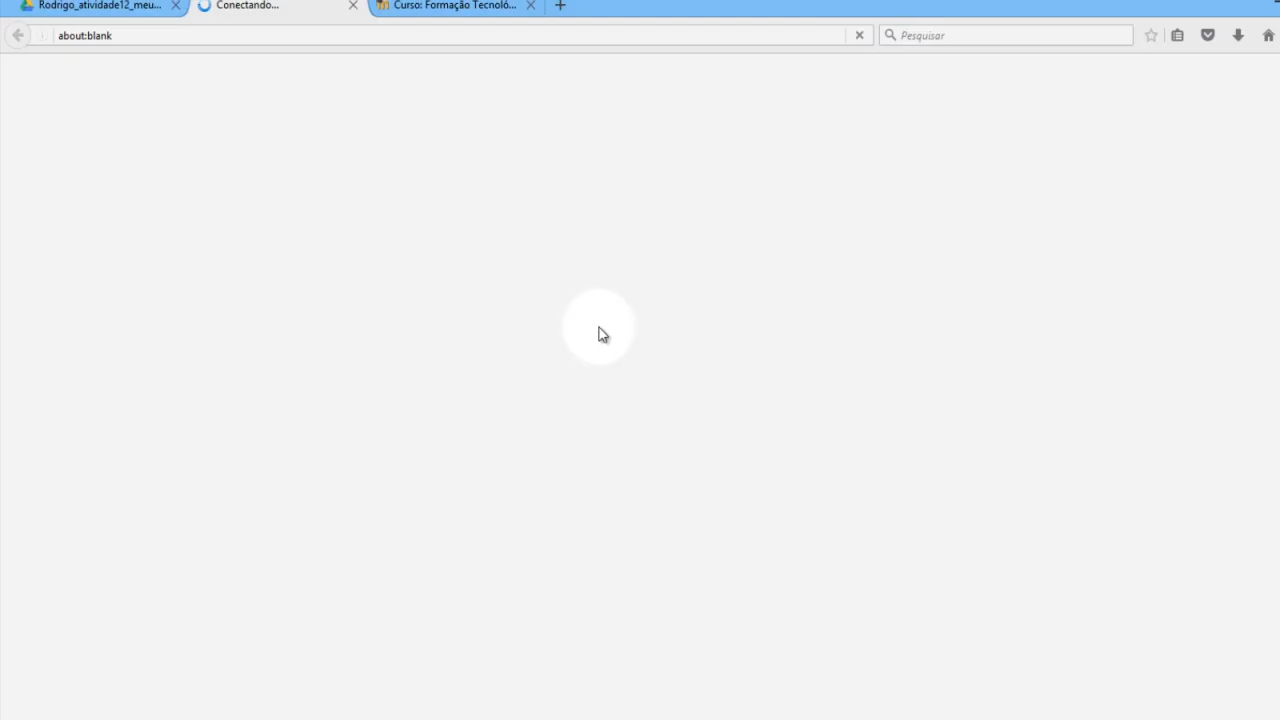 Rodrigo_atividade12_meu... Conectando... Curso: Formação Tecnoló...
about:blank Pesquisar